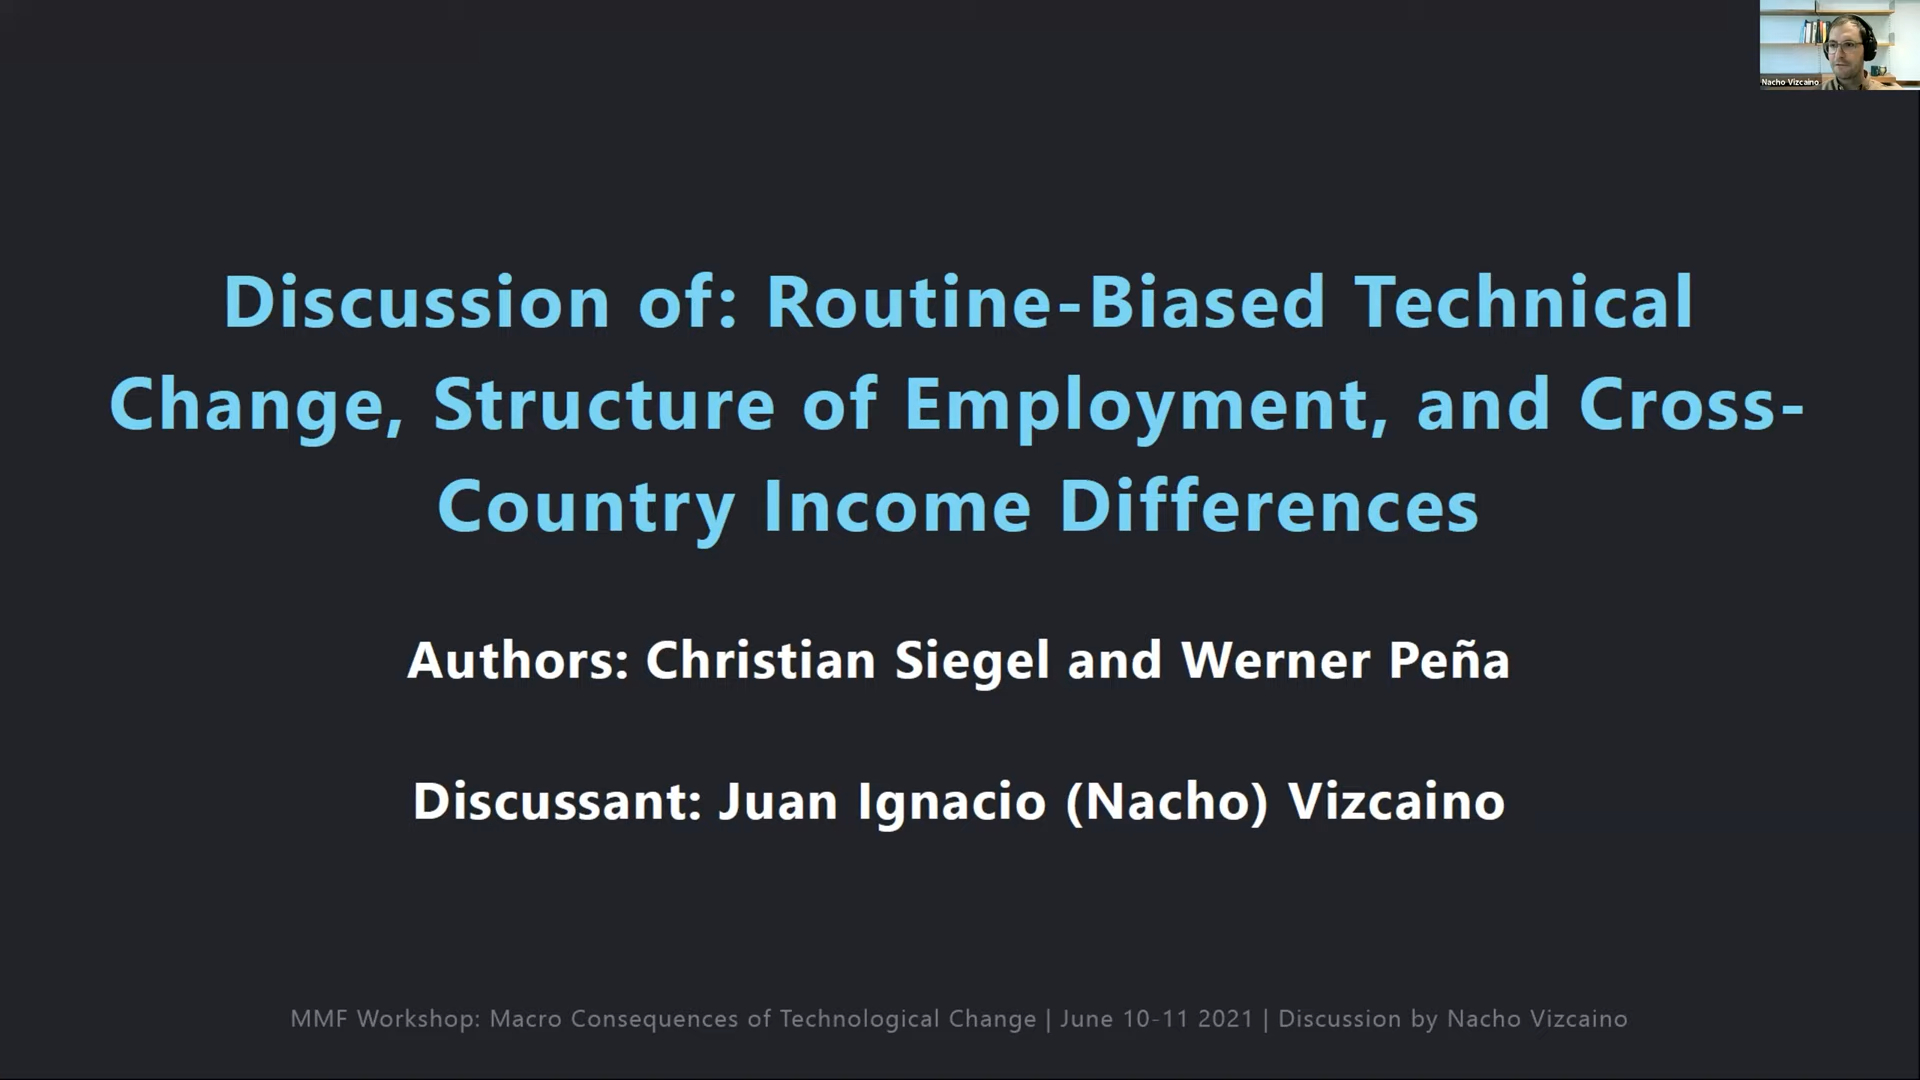 Nacho Vizcaino
Discussion of: Routine-Biased Technical
Change, Structure of Employment, and Cross-
Country Income Differences
Authors: Christian Siegel and Werner Peña
Discussant: Juan Ignacio (Nacho) Vizcaino
MMF Workshop: Macro Consequences of Technological Change | June 10-11 2021 | Discussion by Nacho Vizcaino